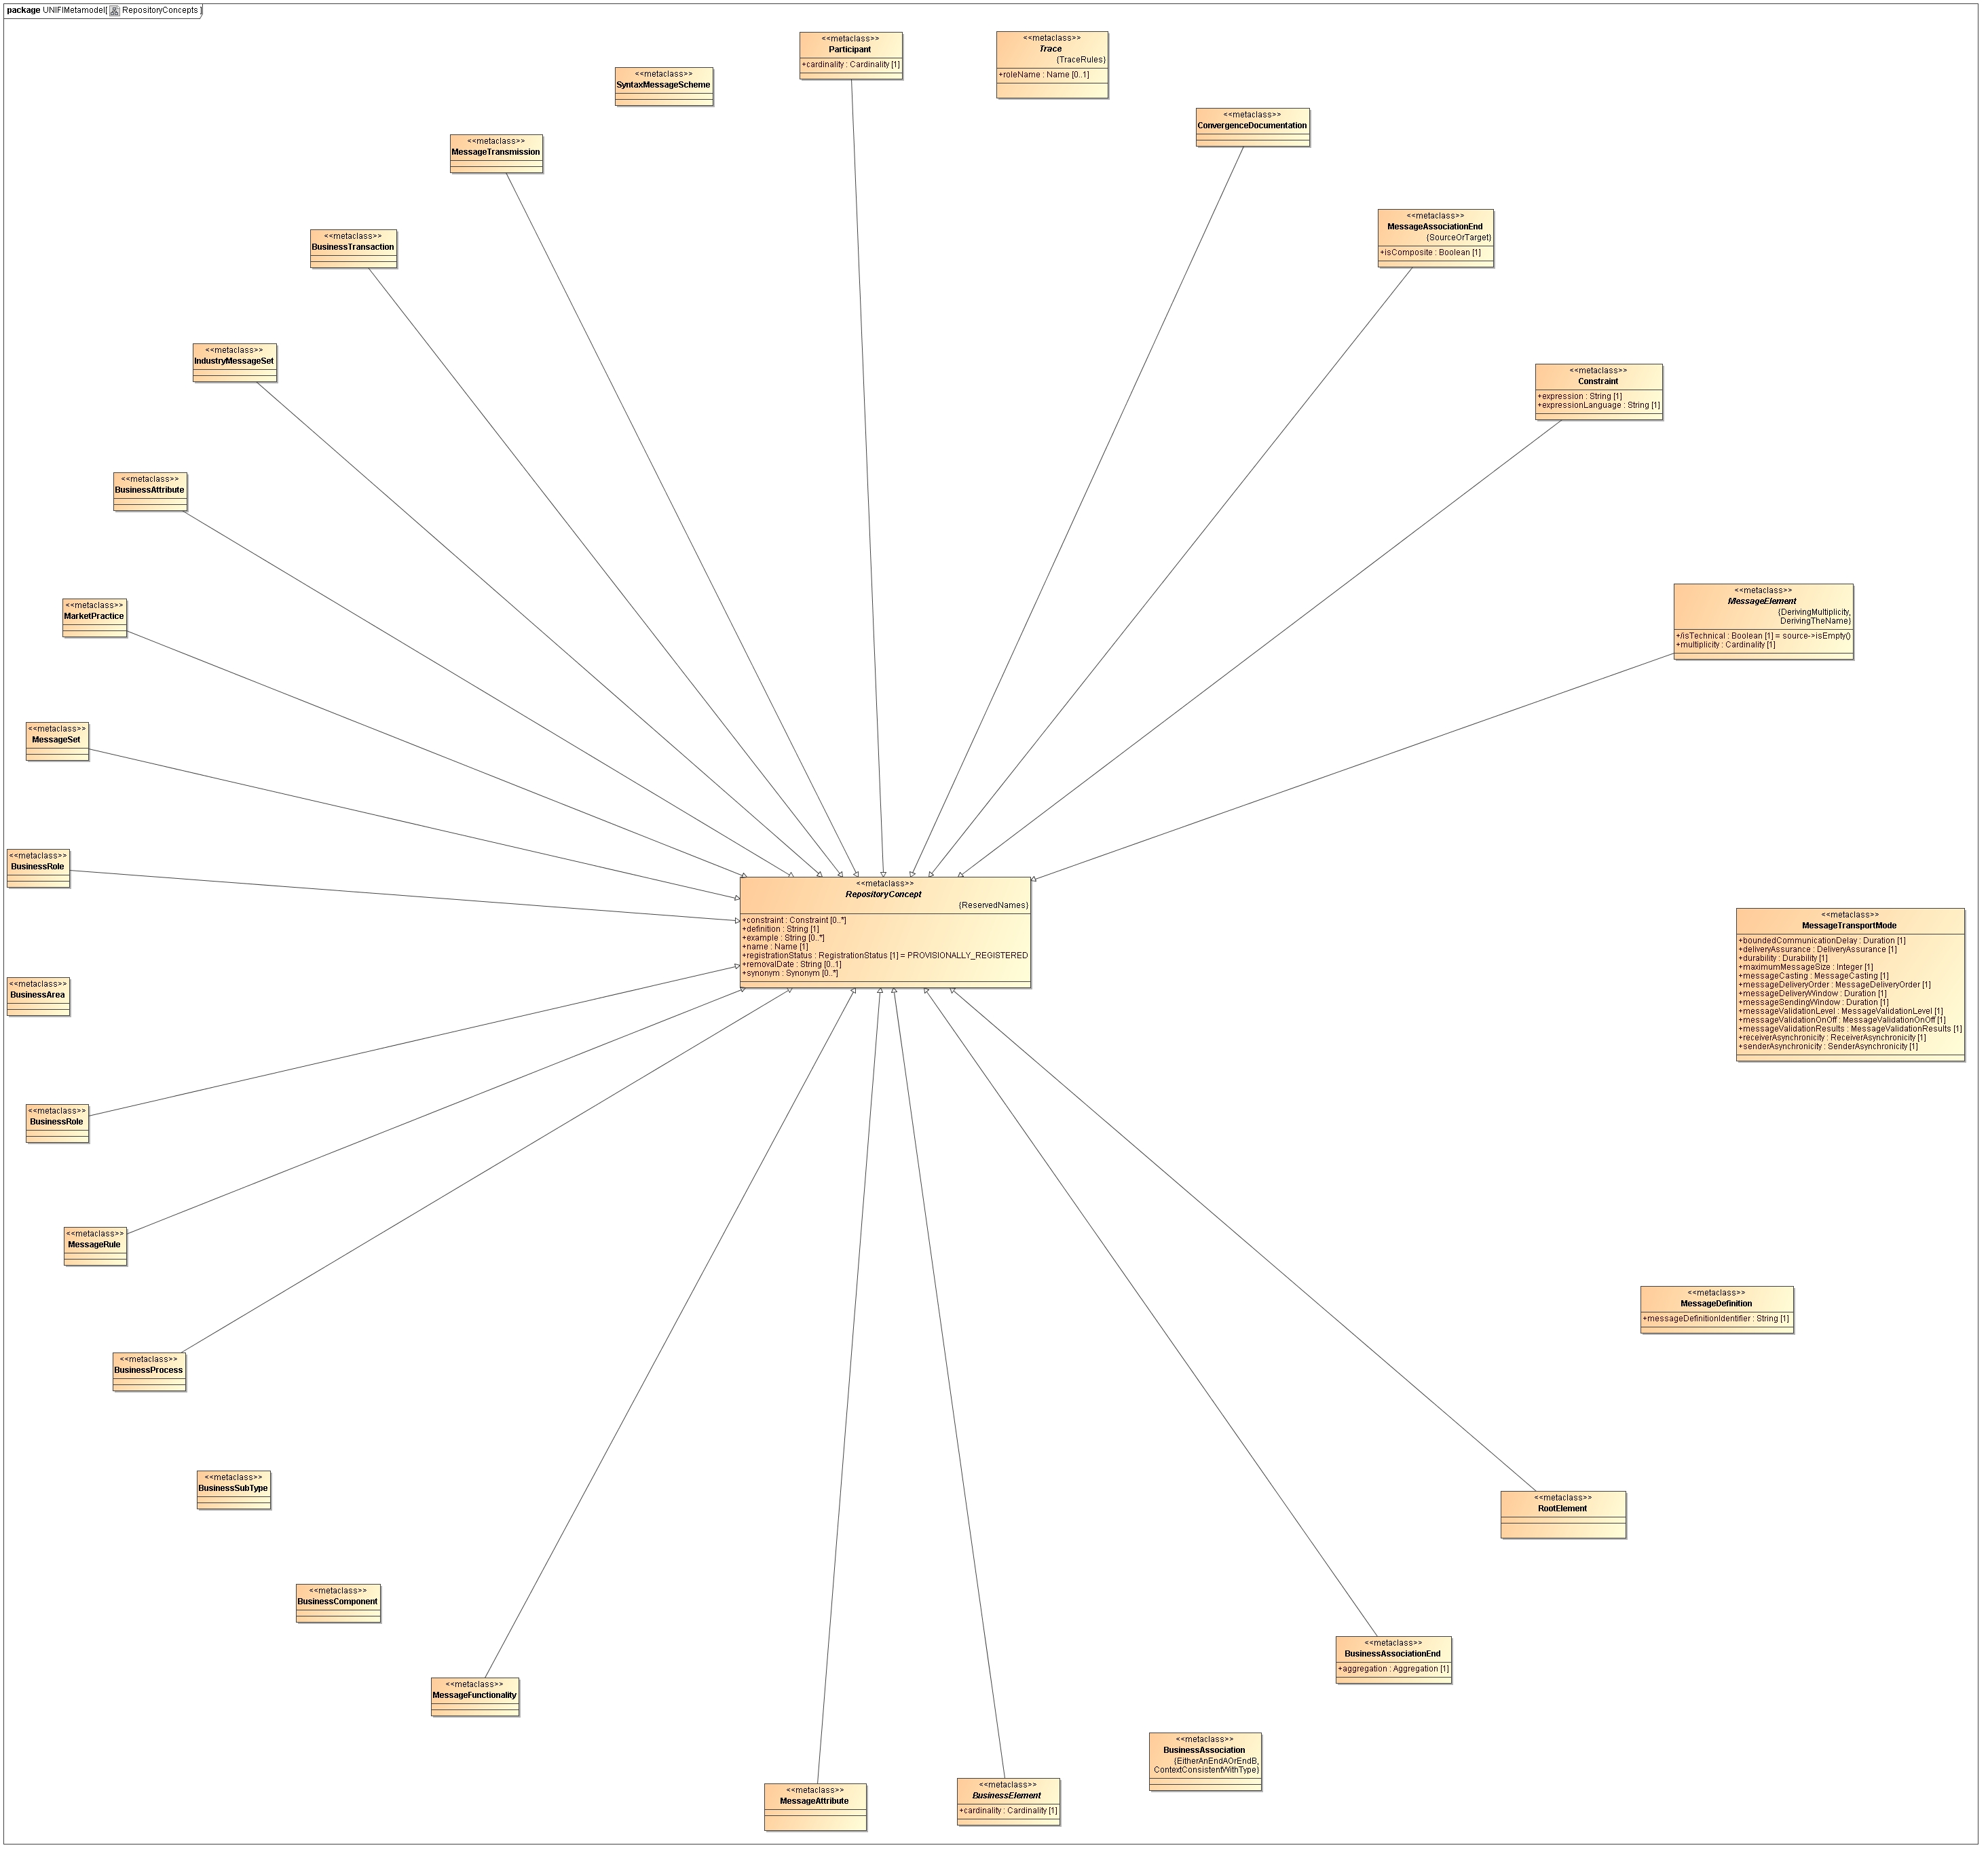 package UNIFIMetamodel[ RepositoryConcepts ]
<<metaclass>>
Participant
+cardinality : Cardinality [1]
<<metaclass>>
Trace
{TraceRules}
+roleName : Name [0..1]
<<metaclass>>
SyntaxMessageScheme
<<metaclass>>
ConvergenceDocumentation
<<metaclass>>
MessageTransmission
<<metaclass>>
MessageAssociationEnd
{SourceOrTarget}
+isComposite : Boolean [1]
<<metaclass>>
BusinessTransaction
<<metaclass>>
IndustryMessageSet
<<metaclass>>
Constraint
+expression : String [1]
+expressionLanguage : String [1]
<<metaclass>>
BusinessAttribute
<<metaclass>>
MessageElement
{DerivingMultiplicity,
DerivingTheName}
+/isTechnical : Boolean [1] = source->isEmpty()
+multiplicity : Cardinality [1]
<<metaclass>>
MarketPractice
<<metaclass>>
MessageSet
<<metaclass>>
BusinessRole
<<metaclass>>
RepositoryConcept
{ReservedNames}
+constraint : Constraint [0..*]
+definition : String [1]
+example : String [0..*]
+name : Name [1]
+registrationStatus : RegistrationStatus [1] = PROVISIONALLY_REGISTERED
+removalDate : String [0..1]
+synonym : Synonym [0..*]
<<metaclass>>
MessageTransportMode
+boundedCommunicationDelay : Duration [1]
+deliveryAssurance : DeliveryAssurance [1]
+durability : Durability [1]
+maximumMessageSize : Integer [1]
+messageCasting : MessageCasting [1]
+messageDeliveryOrder : MessageDeliveryOrder [1]
+messageDeliveryWindow : Duration [1]
+messageSendingWindow : Duration [1]
+messageValidationLevel : MessageValidationLevel [1]
+messageValidationOnOff : MessageValidationOnOff [1]
+messageValidationResults : MessageValidationResults [1]
+receiverAsynchronicity : ReceiverAsynchronicity [1]
+senderAsynchronicity : SenderAsynchronicity [1]
<<metaclass>>
BusinessArea
<<metaclass>>
BusinessRole
<<metaclass>>
MessageRule
<<metaclass>>
MessageDefinition
+messageDefinitionIdentifier : String [1]
<<metaclass>>
BusinessProcess
<<metaclass>>
BusinessSubType
<<metaclass>>
RootElement
<<metaclass>>
BusinessComponent
<<metaclass>>
BusinessAssociationEnd
+aggregation : Aggregation [1]
<<metaclass>>
MessageFunctionality
<<metaclass>>
BusinessAssociation
{EitherAnEndAOrEndB,
ContextConsistentWithType}
<<metaclass>>
MessageAttribute
<<metaclass>>
BusinessElement
+cardinality : Cardinality [1]